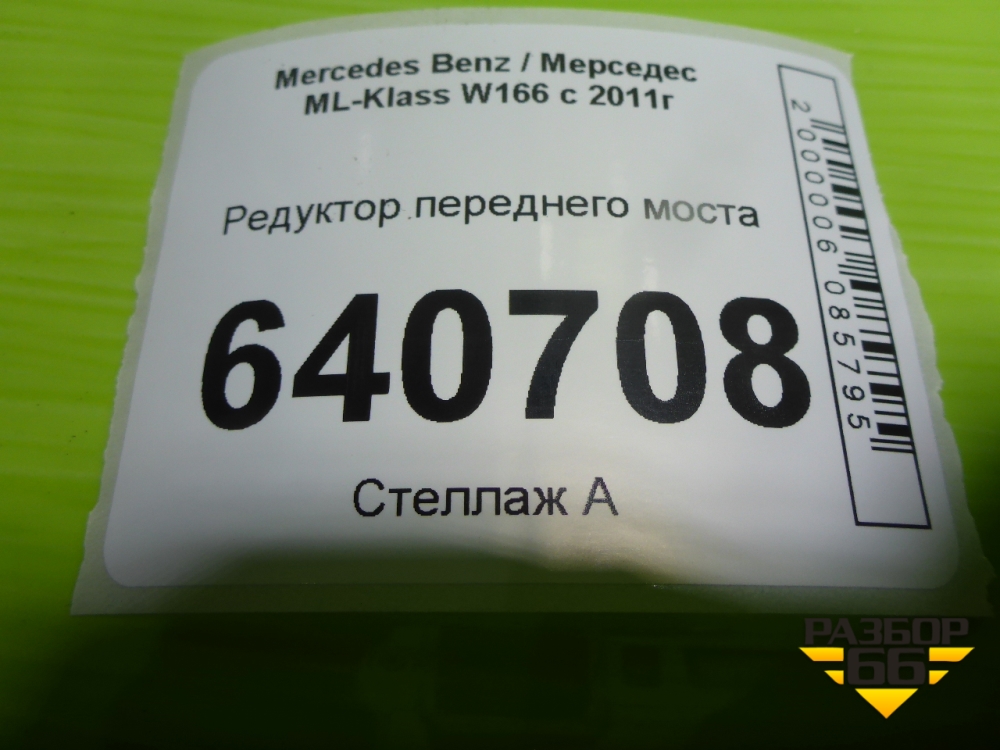 Mercedes Benz / Мерседес
ML-Klass W166 с 2011г
Редуктор переднего моста
640708
Стеллаж А
2000006085795
РАЗБОР
66